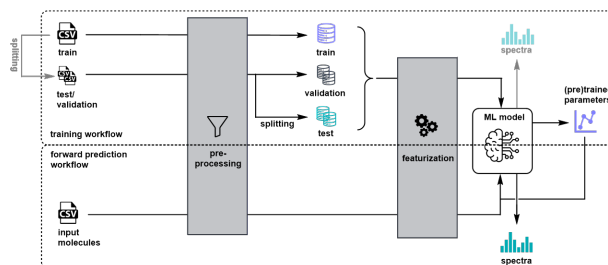 CSV
train
splitting
CSV
CSV
test/
validation
training workflow
pre-
processing
train
validation
splitting
test
featurization
spectra
ML model
(pre)traine
parameters
forward prediction
workflow
CSV
input
molecules
spectra